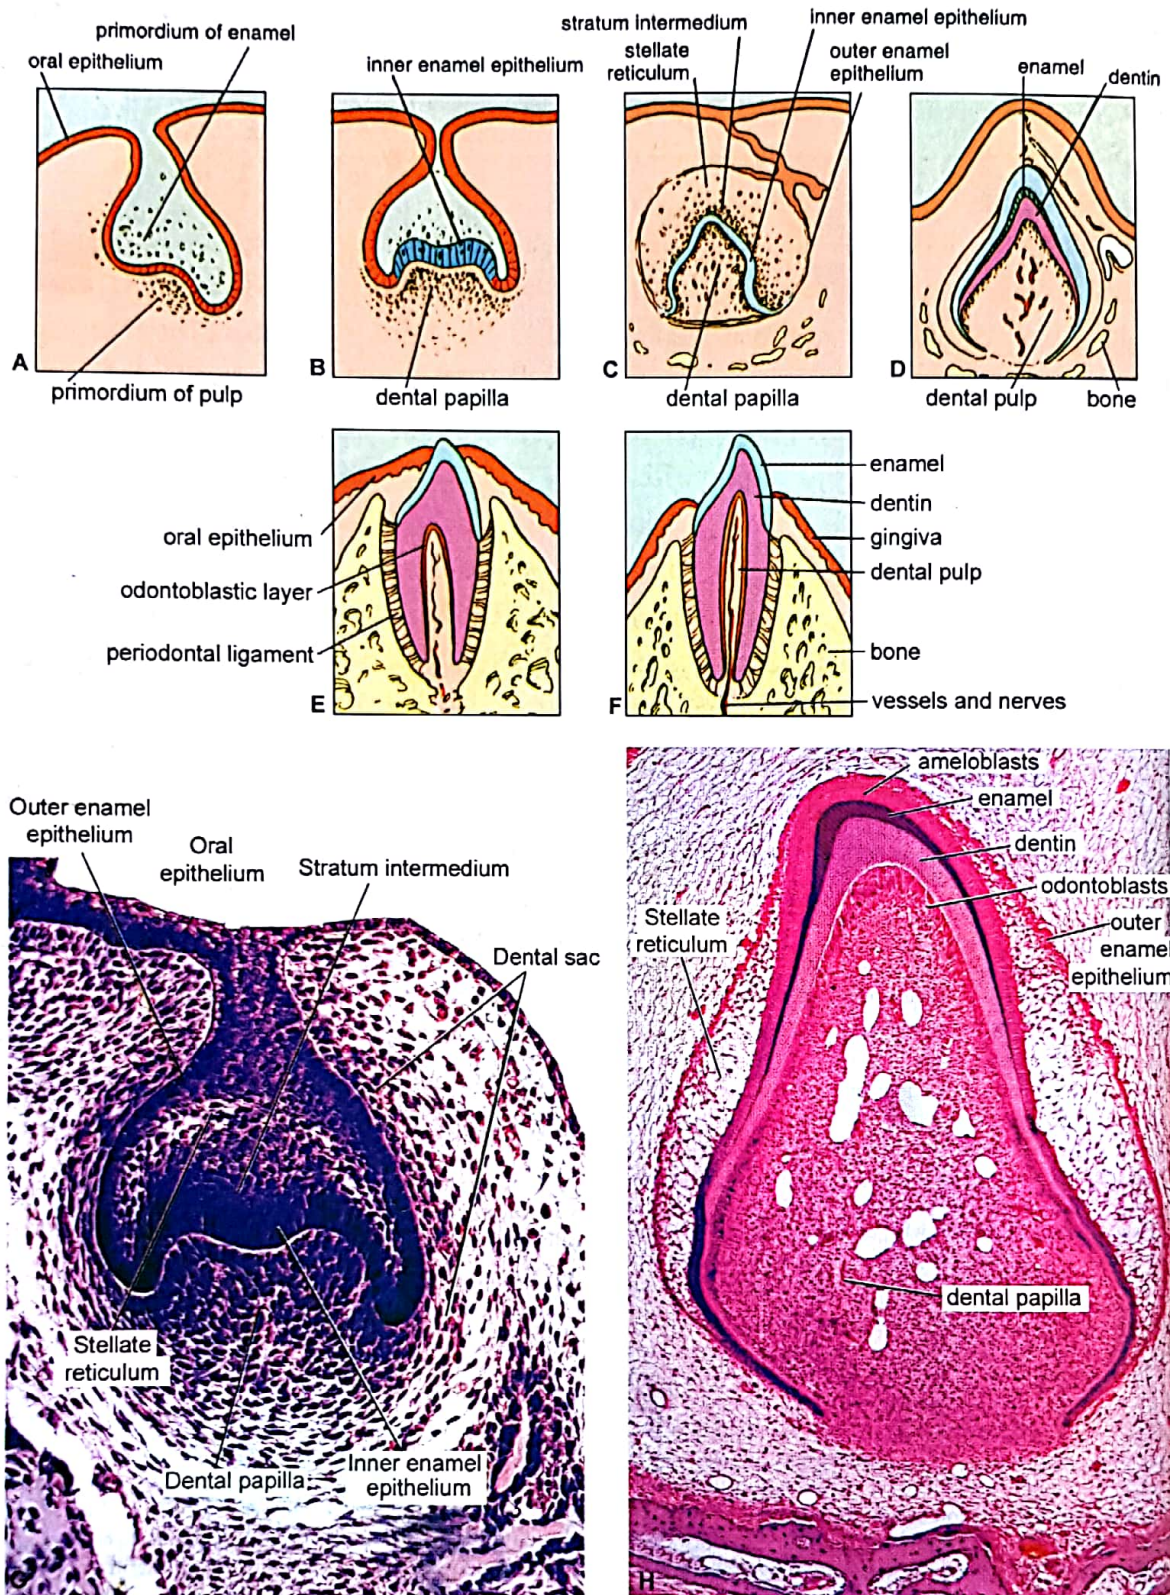 primordium of enamel
oral epithelium
inner enamel epithelium
stratum intermedium
stellate
reticulum
inner enamel epithelium
outer enamel
epithelium
enamel
dentin
A
primordium of pulp
B
dental papilla
C
dental papilla
D
dental pulp
bone
oral epithelium
odontoblastic layer
periodontal ligament
E
enamel
dentin
gingiva
dental pulp
bone
vessels and nerves
F
Outer enamel
epithelium
Oral
epithelium
Stratum intermedium
Dental sac
Stellate
reticulum
Dental papilla
Inner enamel
epithelium
G
ameloblasts
enamel
dentin
odontoblasts
Stellate
reticulum
outer
enamel
epithelium
dental papilla
H